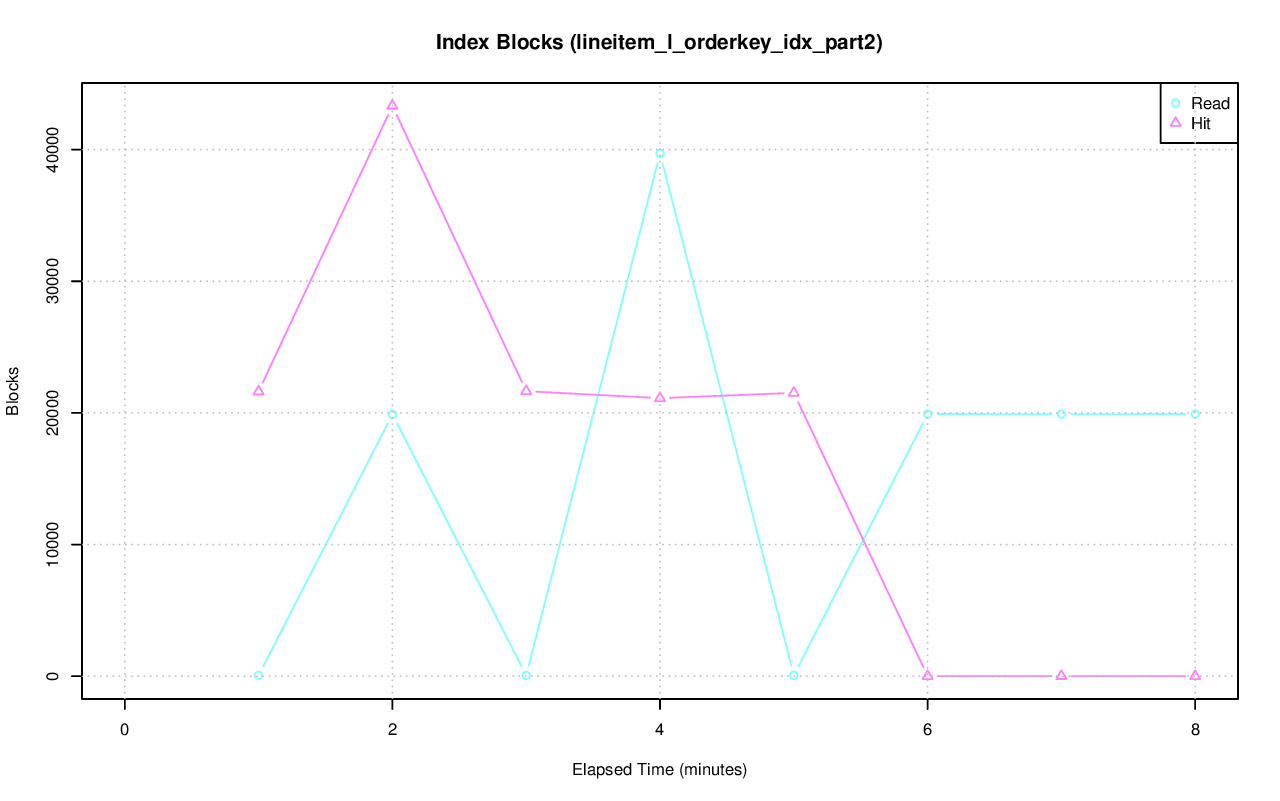 Index Blocks (lineitem_l_orderkey_idx_part2)
Read
Hit
Blocks
40000
30000
20000
10000
0
0 2 4 6 8
Elapsed Time (minutes)